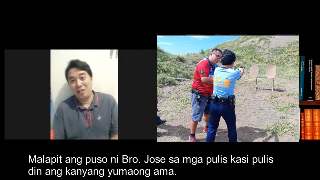 Malapit ang puso ni Bro. Jose sa mga pulis kasi pulis
din ang kanyang yumaong ama.